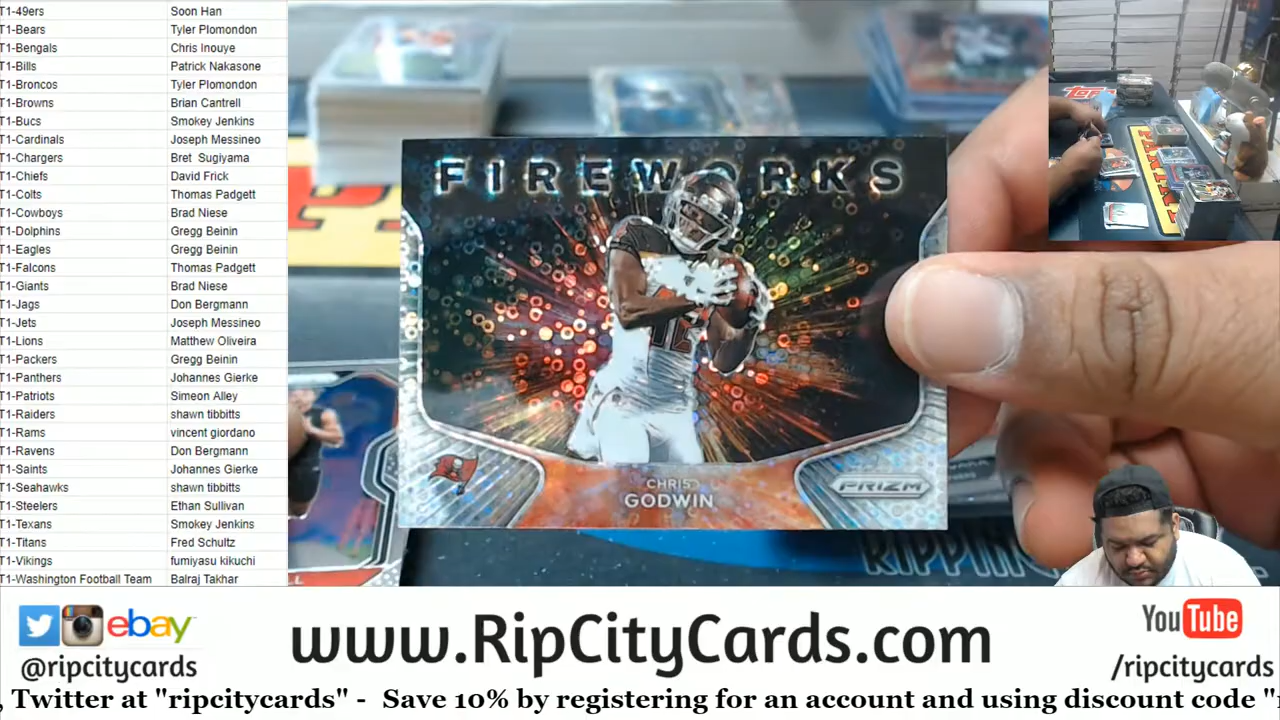 T1-49ers Soon Han
T1-Bears Tyler Plomondon
T1-Bengals Chris Inouye
T1-Bills Patrick Nakasone
T1-Broncos Tyler Plomondon
T1-Browns Brian Cantrell
T1-Bucs Smokey Jenkins
T1-Cardinals Joseph Messineo
T1-Chargers Bret Sugiyama
T1-Chiefs David Frick
T1-Colts Thomas Padgett
T1-Cowboys Brad Niese
T1-Dolphins Gregg Beinin
T1-Eagles Gregg Beinin
T1-Falcons Thomas Padgett
T1-Giants Brad Niese
T1-Jags Don Bergmann
T1-Jets Joseph Messineo
T1-Lions Matthew Oliveira
T1-Packers Gregg Beinin
T1-Panthers Johannes Gierke
T1-Patriots Simeon Alley
T1-Raiders shawn tibbitts
T1-Rams vincent giordano
T1-Ravens Don Bergmann
T1-Saints Johannes Gierke
T1-Seahawks shawn tibbitts
T1-Steelers Ethan Sullivan
T1-Texans Smokey Jenkins
T1-Titans Fred Schultz
T1-Vikings fumiyasu kikuchi
T1-Washington Football Team Balraj Takhar
FIREWORKS
12
CHRIS
GODWIN
PRIZM
RIPPING
Topps
PANINI
ebay
@ripcitycards
www.RipCityCards.com
YouTube
/ripcitycards
, Twitter at "ripcitycards" - Save 10% by registering for an account and using discount code "